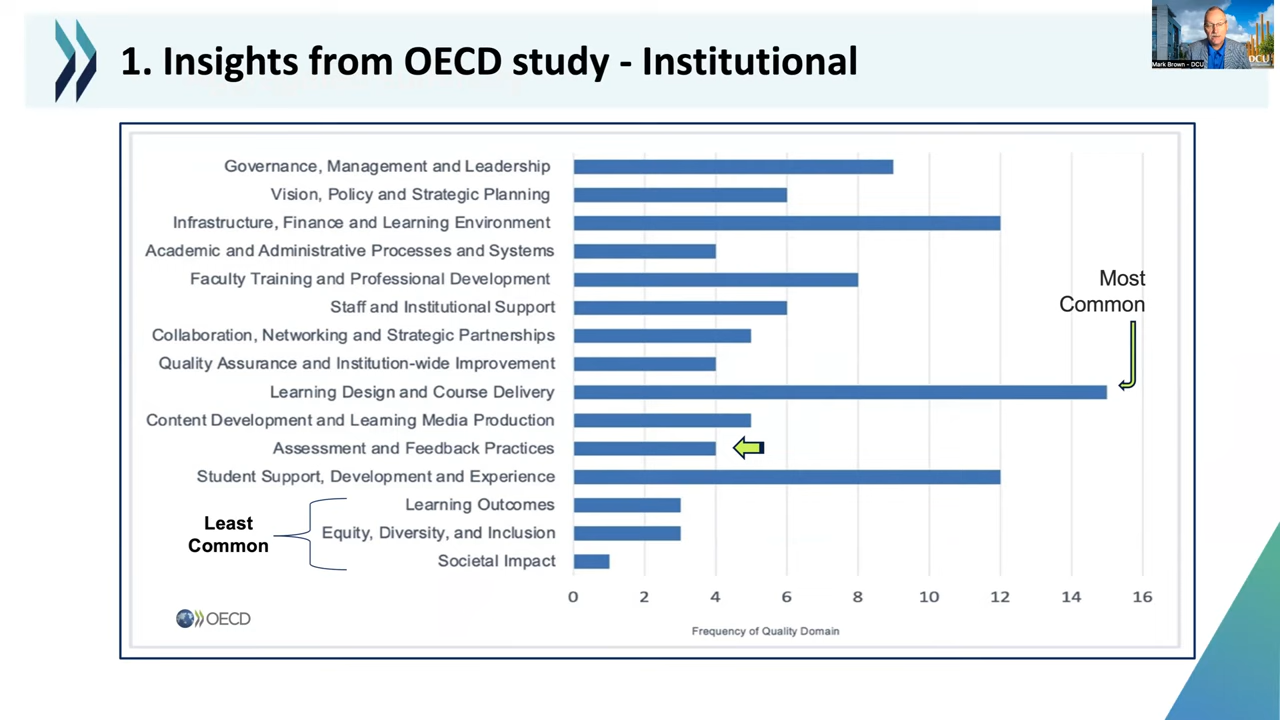 1. Insights from OECD study - Institutional
Mark Brown - DCU
DCU
Governance, Management and Leadership
Vision, Policy and Strategic Planning
Infrastructure, Finance and Learning Environment
Academic and Administrative Processes and Systems
Faculty Training and Professional Development
Most
Common
Staff and Institutional Support
Collaboration, Networking and Strategic Partnerships
Quality Assurance and Institution-wide Improvement
Learning Design and Course Delivery
Content Development and Learning Media Production
Assessment and Feedback Practices
Student Support, Development and Experience
Least
Common
Learning Outcomes
Equity, Diversity, and Inclusion
Societal Impact
0 2 4 6 8 10 12 14 16
Frequency of Quality Domain
OECD